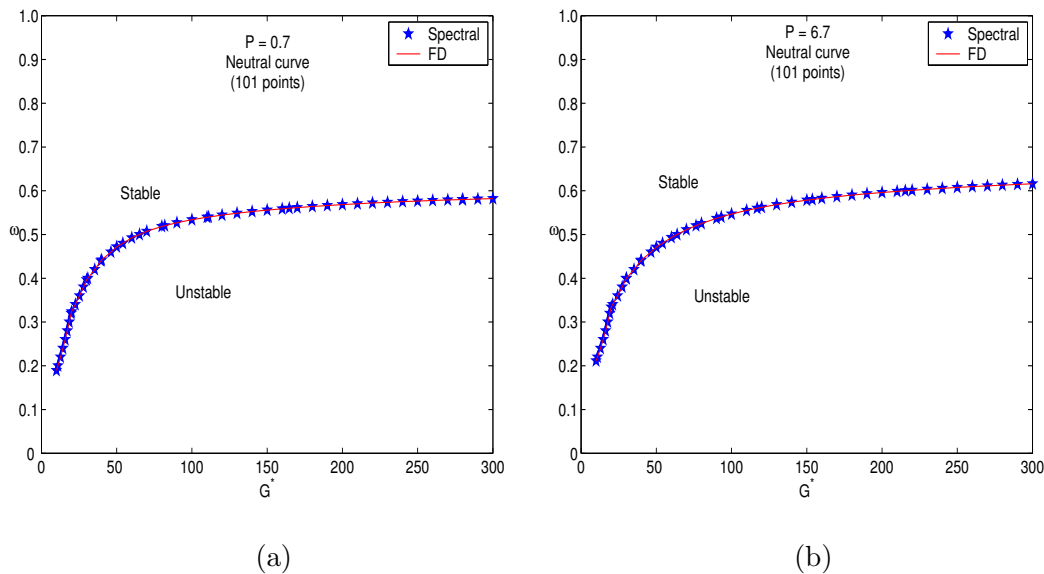 1.0
0.9
0.8
0.7
0.6
0.5
ω
0.4
0.3
0.2
0.1
0
P = 0.7
Neutral curve
(101 points)
Spectral
FD
Stable
Unstable
0 50 100 150 200 250 300
G*
(a)
1.0
0.9
0.8
0.7
0.6
0.5
ω
0.4
0.3
0.2
0.1
0
P = 6.7
Neutral curve
(101 points)
Spectral
FD
Stable
Unstable
0 50 100 150 200 250 300
G*
(b)